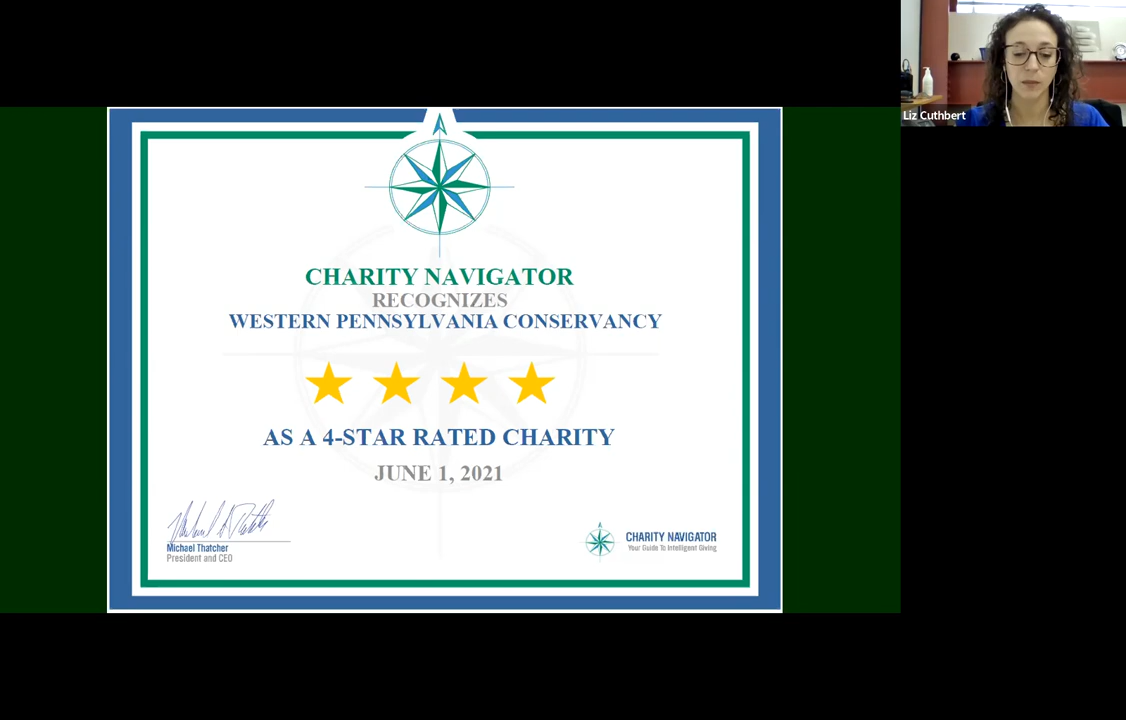 Liz Cuthbert
CHARITY NAVIGATOR
RECOGNIZES
WESTERN PENNSYLVANIA CONSERVANCY
AS A 4-STAR RATED CHARITY
JUNE 1, 2021
Michael Thatcher
President and CEO
CHARITY NAVIGATOR
Your Guide To Intelligent Giving